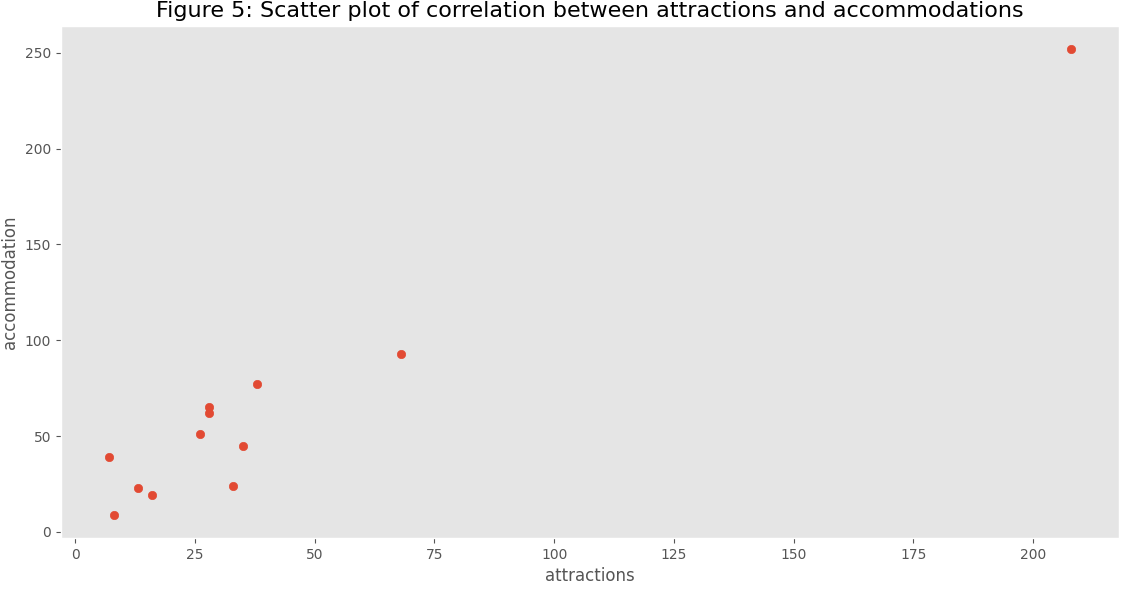 Figure 5: Scatter plot of correlation between attractions and accommodations
250
200
150
100
50
0
accommodation
0 25 50 75 100 125 150 175 200
attractions